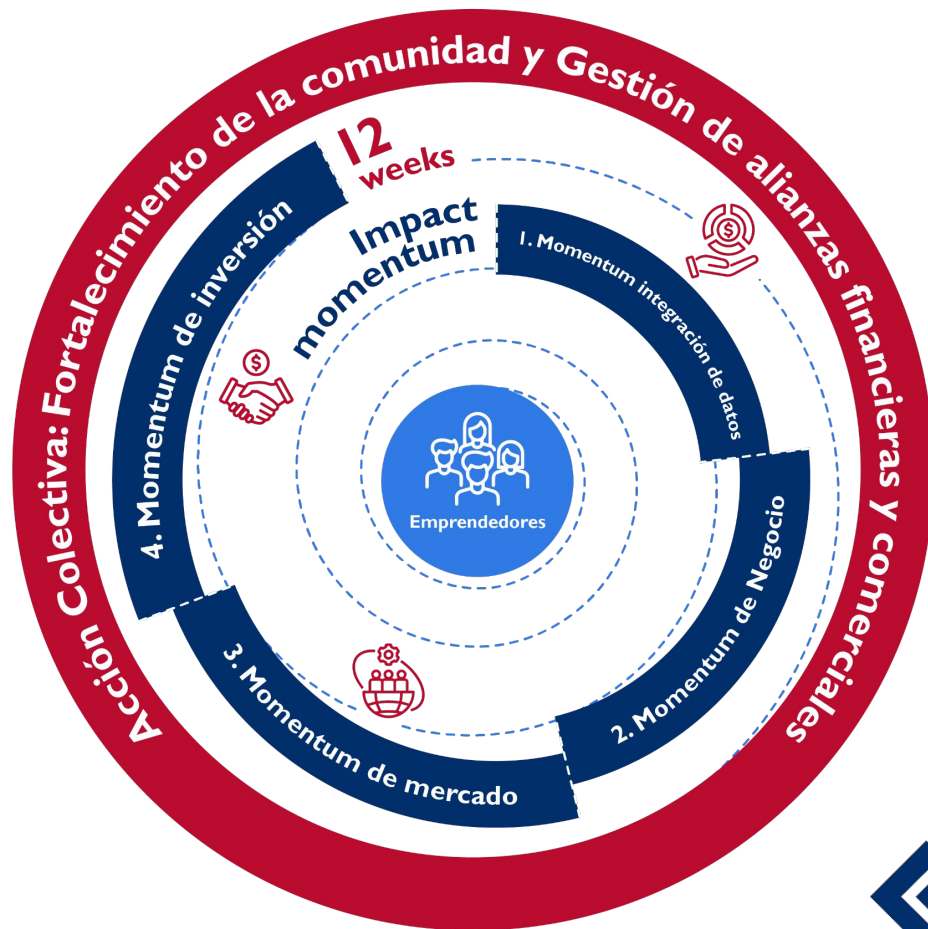 Acción Colectiva: Fortalecimiento de la comunidad y Gestión de alianzas financieras y comerciales
12
weeks
Impact
momentum
1. Momentum integración de datos
2. Momentum de Negocio
3. Momentum de mercado
4. Momentum de inversión
$
$
Emprendedores